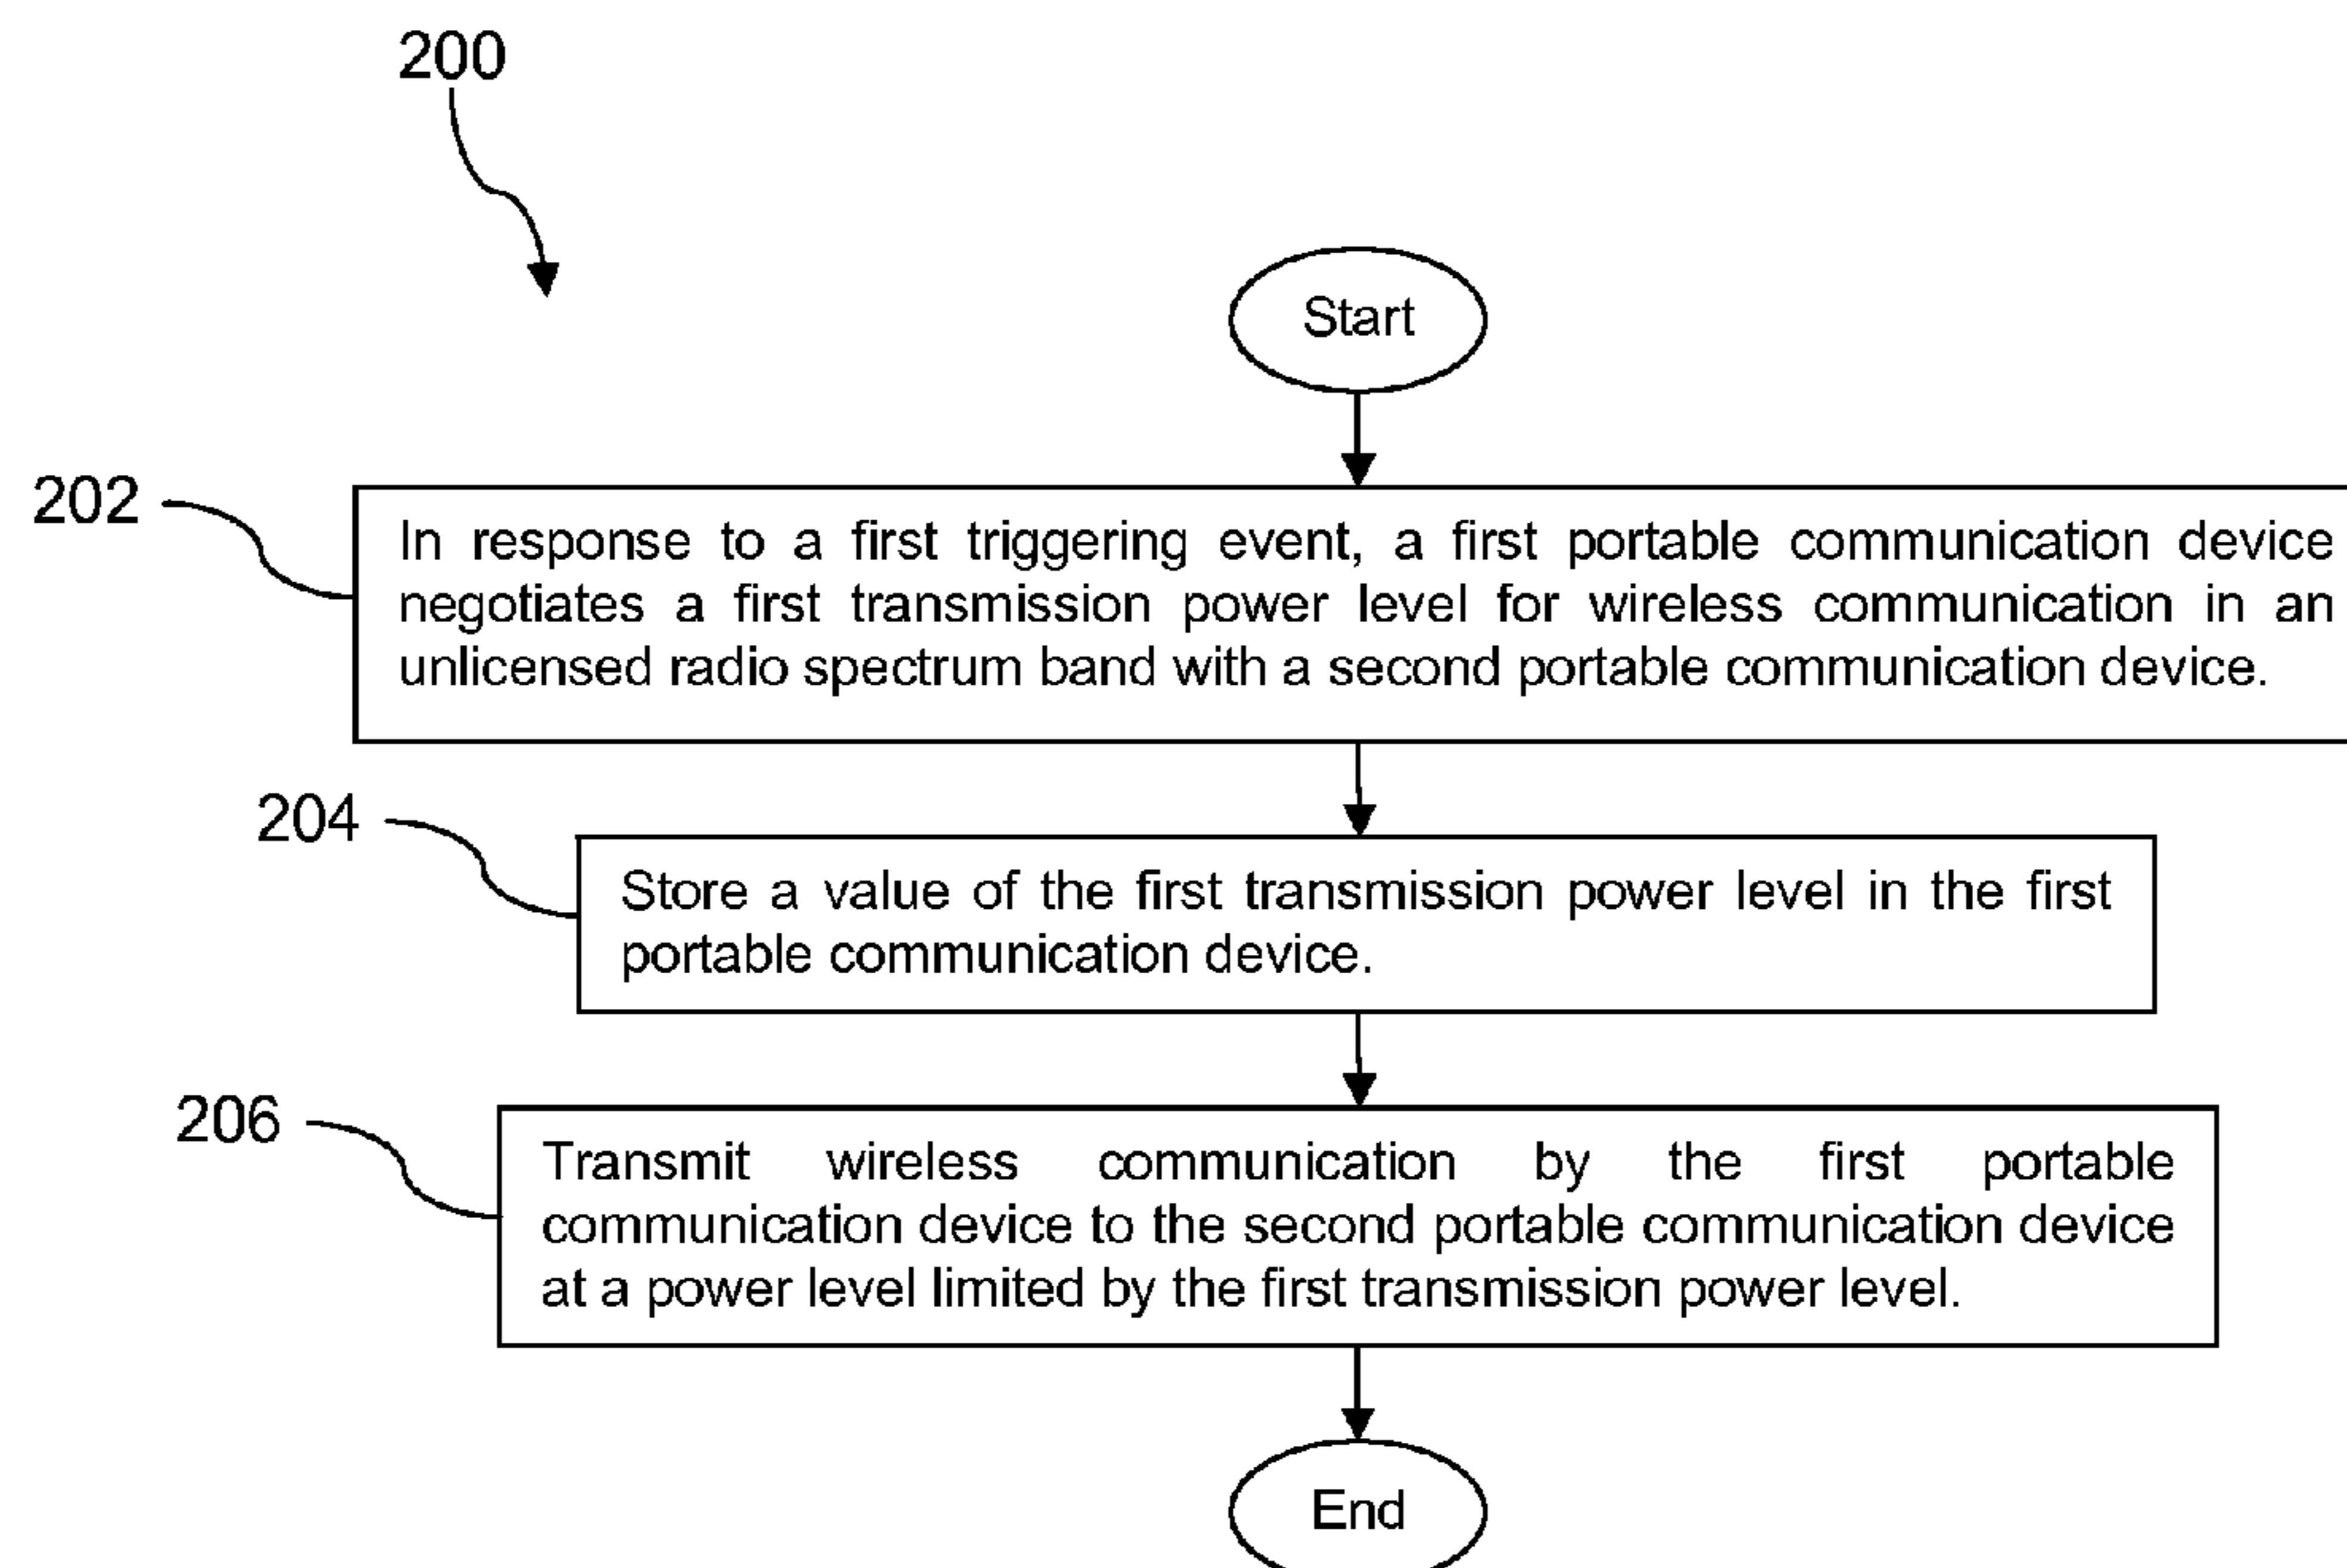 200
Start
202
In response to a first triggering event, a first portable communication device
negotiates a first transmission power level for wireless communication in an
unlicensed radio spectrum band with a second portable communication device.
204
Store a value of the first transmission power level in the first
portable communication device.
206
Transmit wireless communication by the first portable
communication device to the second portable communication device
at a power level limited by the first transmission power level.
End